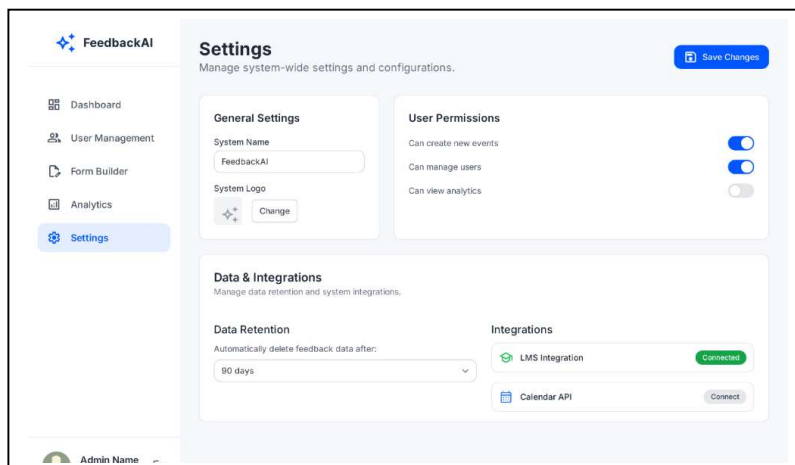 FeedbackAI
Dashboard
User Management
Form Builder
Analytics
Settings
Admin Name
Settings
Manage system-wide settings and configurations.
Save Changes
General Settings
System Name
FeedbackAI
System Logo
Change
User Permissions
Can create new events
Can manage users
Can view analytics
Data & Integrations
Manage data retention and system integrations.
Data Retention
Automatically delete feedback data after:
90 days
Integrations
LMS Integration
Connected
Calendar API
Connect